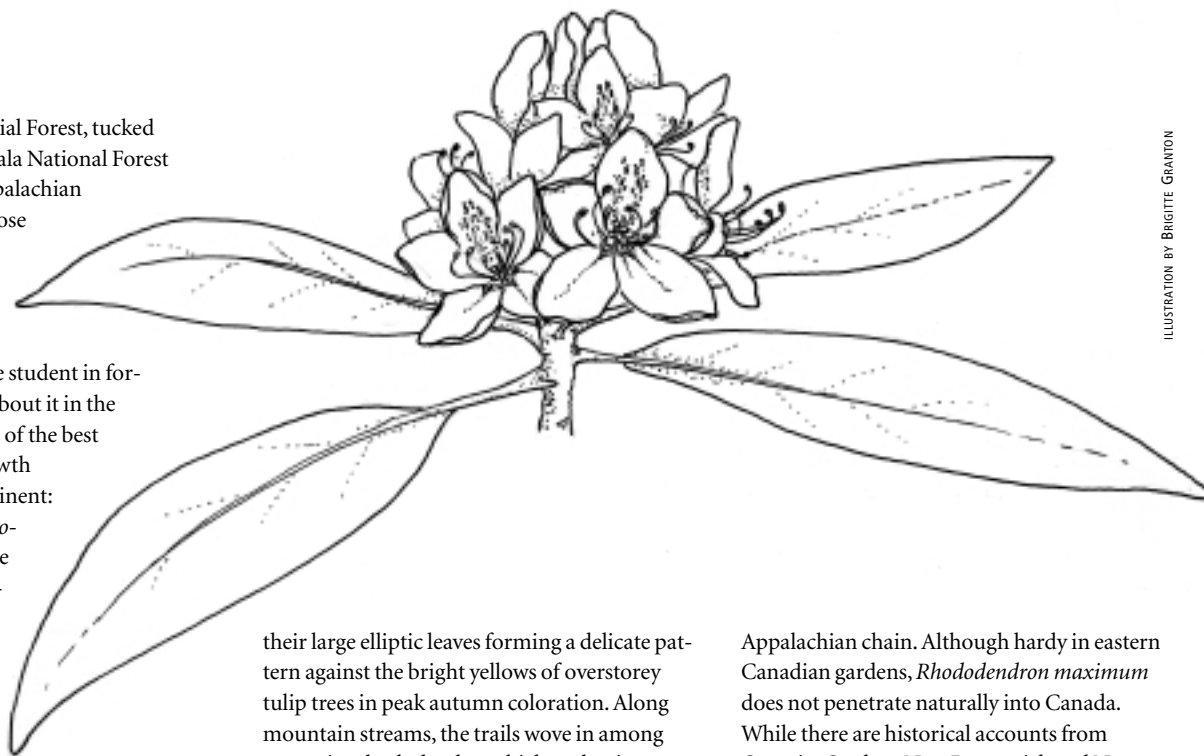 ial Forest, tucked
ala National Forest
palachian
ose
e student in for-
bout it in the
of the best
wth
inent:
o-
e
their large elliptic leaves forming a delicate pat-
tern against the bright yellows of overstorey
tulip trees in peak autumn coloration. Along
mountain streams, the trails wove in among
Appalachian chain. Although hardy in eastern
Canadian gardens, Rhododendron maximum
does not penetrate naturally into Canada.
While there are historical accounts from
ILLUSTRATION BY BRIGITTE GRANTON